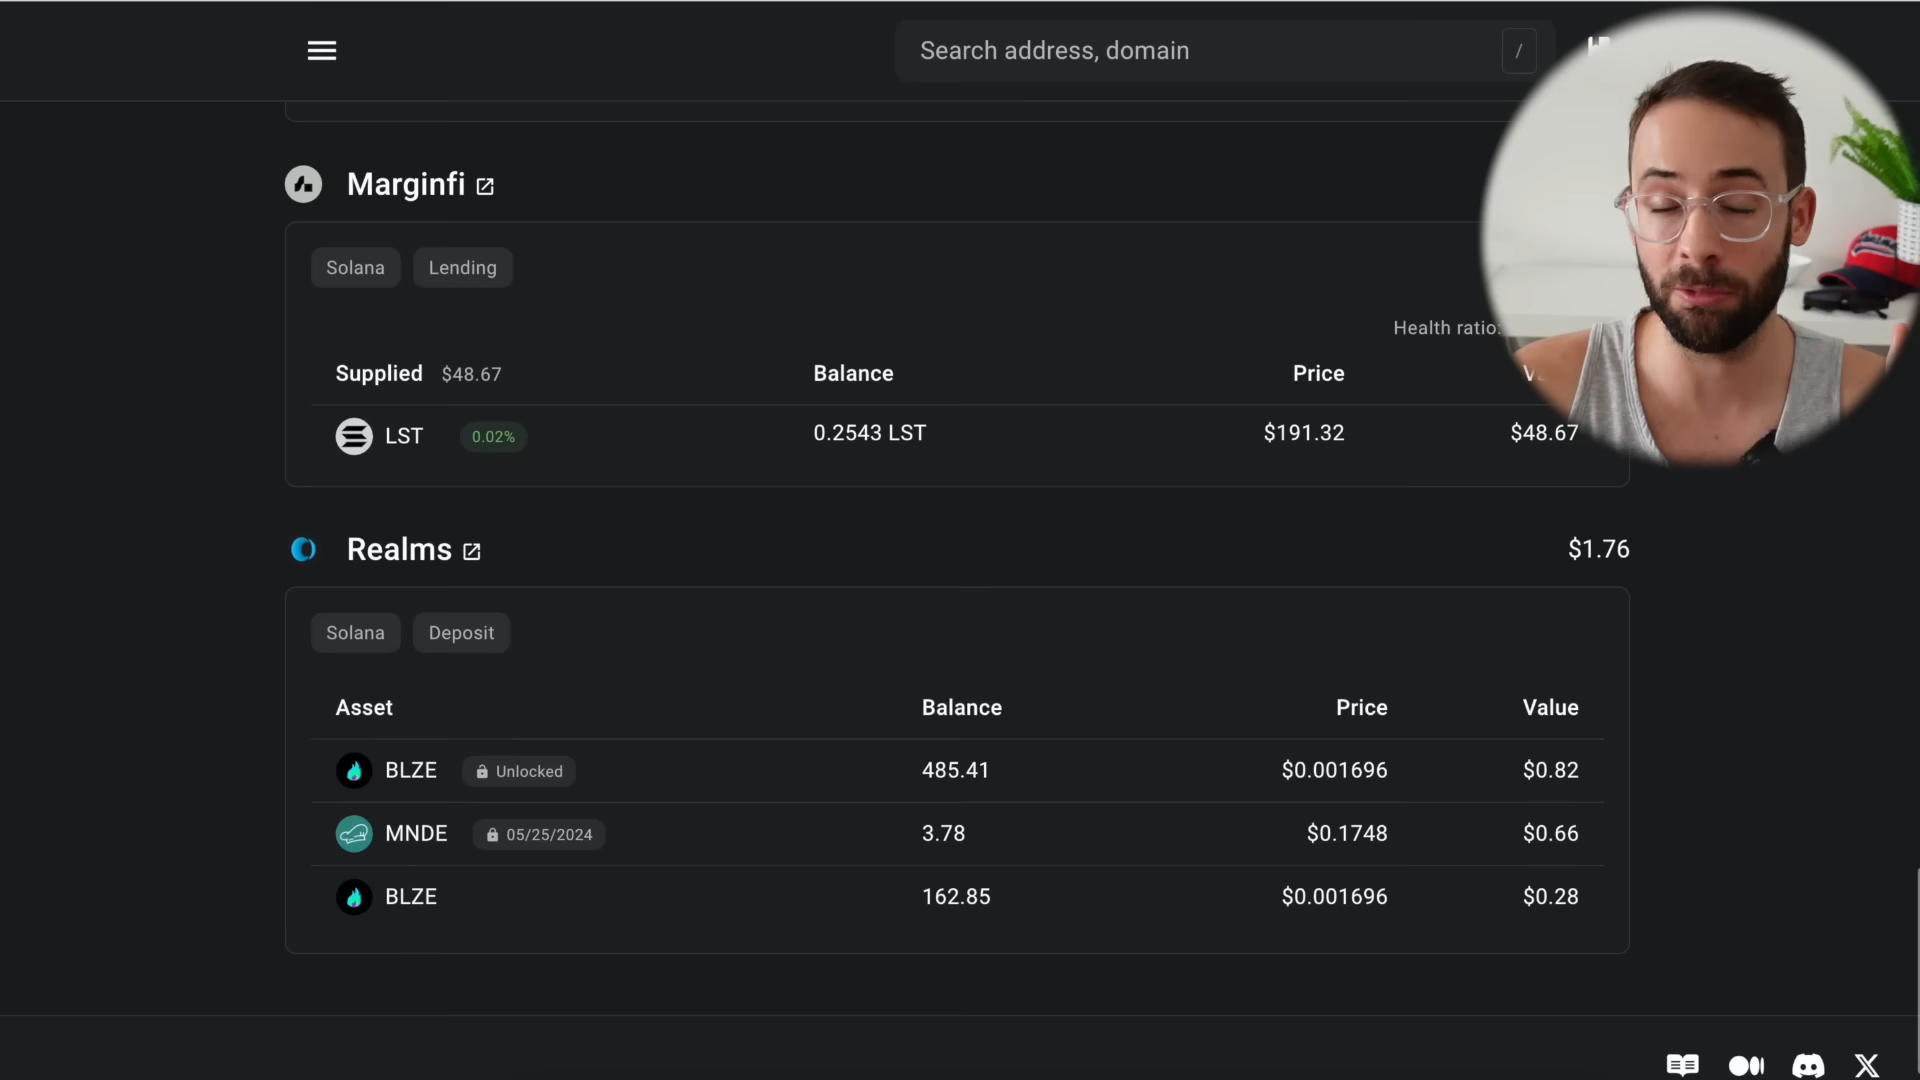 Search address, domain /
Marginfi
Solana Lending
Health ratio:
Supplied $48.67 Balance Price
LST 0.02% 0.2543 LST $191.32 $48.67
Realms $1.76
Solana Deposit
Asset Balance Price Value
BLZE Unlocked 485.41 $0.001696 $0.82
MNDE 05/25/2024 3.78 $0.1748 $0.66
BLZE 162.85 $0.001696 $0.28